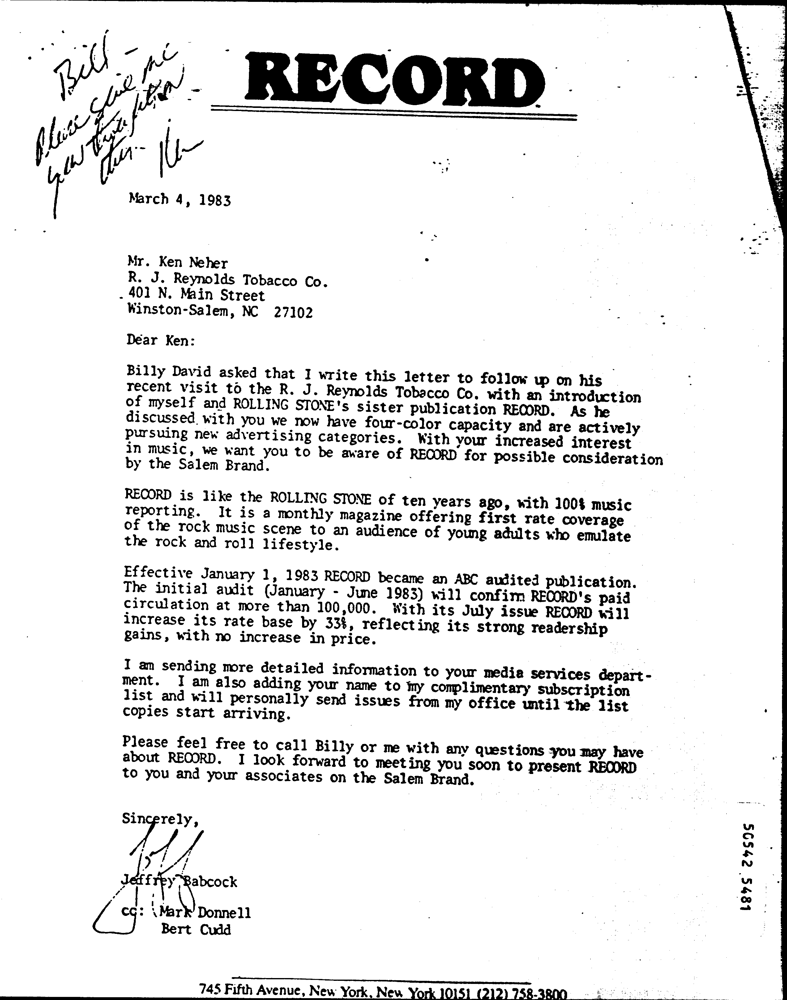 Bill -
Please give me
your thoughts on
this.. Ken
RECORD
March 4, 1983
Mr. Ken Neher
R. J. Reynolds Tobacco Co.
401 N. Main Street
Winston-Salem, NC 27102
Dear Ken:
Billy David asked that I write this letter to follow up on his
recent visit to the R. J. Reynolds Tobacco Co. with an introduction
of myself and ROLLING STONE's sister publication RECORD. As he
discussed with you we now have four-color capacity and are actively
pursuing new advertising categories. With your increased interest
in music, we want you to be aware of RECORD for possible consideration
by the Salem Brand.
RECORD is like the ROLLING STONE of ten years ago, with 100% music
reporting. It is a monthly magazine offering first rate coverage
of the rock music scene to an audience of young adults who emulate
the rock and roll lifestyle.
Effective January 1, 1983 RECORD became an ABC audited publication.
The initial audit (January - June 1983) will confirm RECORD's paid
circulation at more than 100,000. With its July issue RECORD will
increase its rate base by 33%, reflecting its strong readership
gains, with no increase in price.
I am sending more detailed information to your media services depart-
ment. I am also adding your name to my complimentary subscription
list and will personally send issues from my office until the list
copies start arriving.
Please feel free to call Billy or me with any questions you may have
about RECORD. I look forward to meeting you soon to present RECORD
to you and your associates on the Salem Brand.
Sincerely,
Jeffrey Babcock
cc: Mark Donnell
Bert Cudd
50542 5481
745 Fifth Avenue, New York, New York 10151 (212) 758-3800